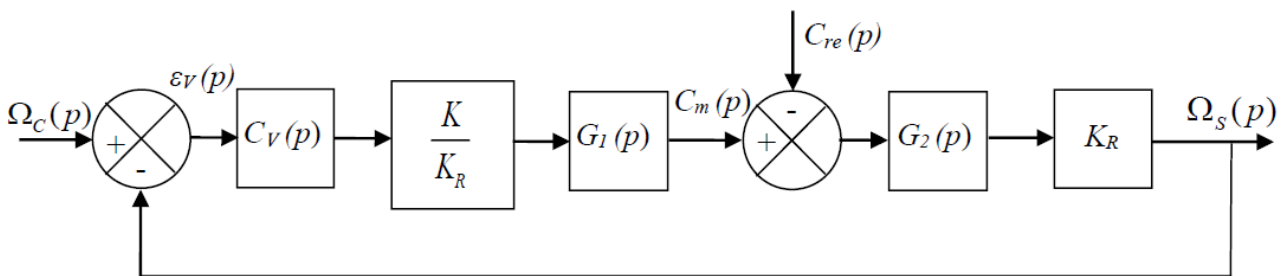 Ω_C(p)
+
-
ε_V(p)
C_V(p)
K
K_R
G_1(p)
C_m(p)
C_re(p)
-
+
G_2(p)
K_R
Ω_S(p)